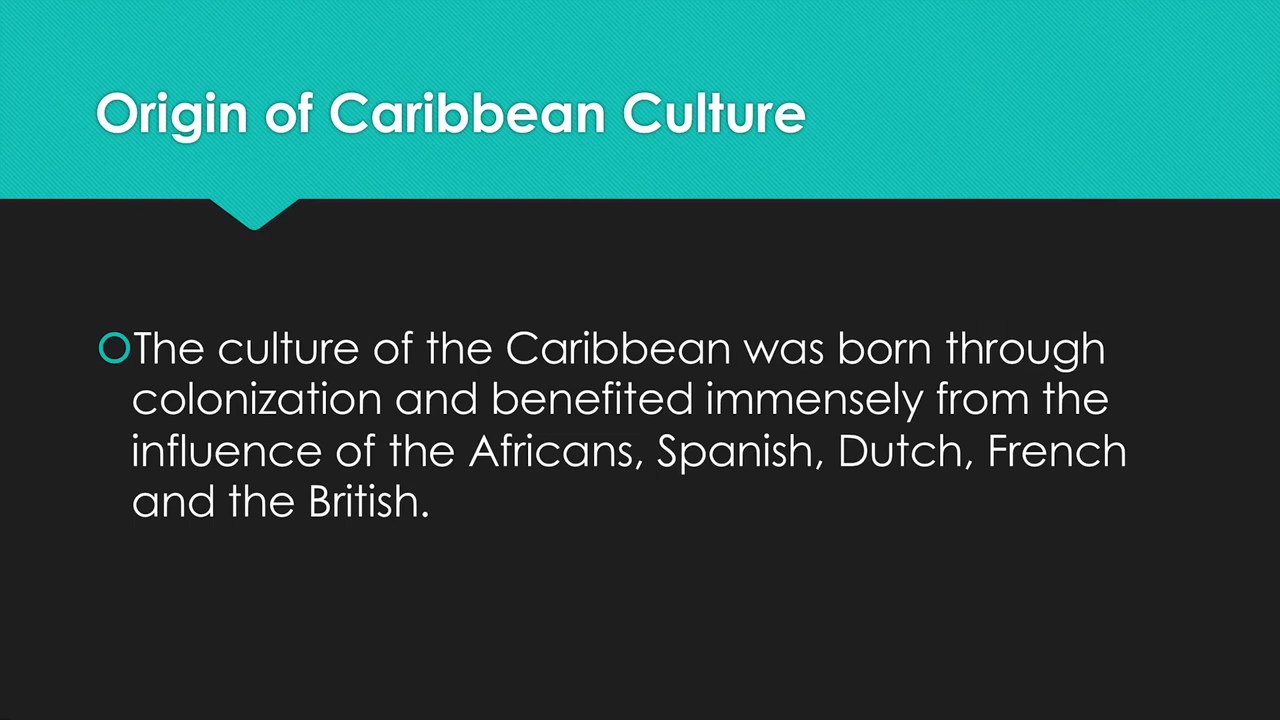 Origin of Caribbean Culture
The culture of the Caribbean was born through
colonization and benefited immensely from the
influence of the Africans, Spanish, Dutch, French
and the British.